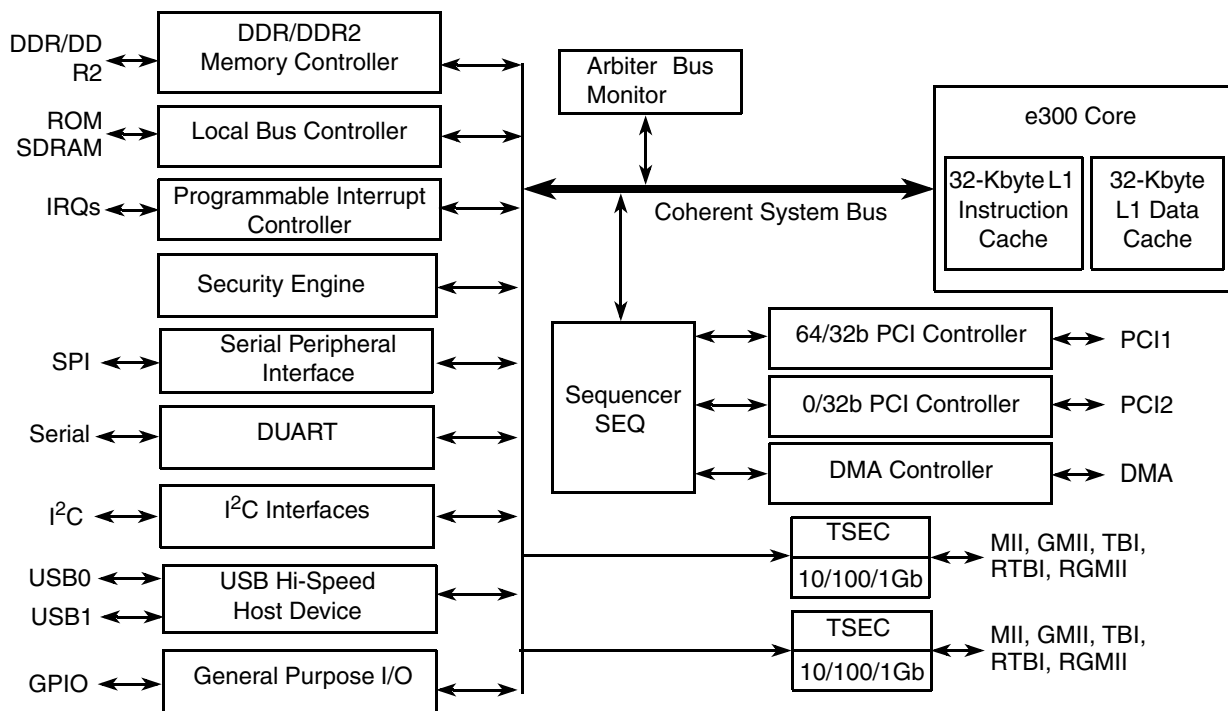 DDR/DD
R2
DDR/DDR2
Memory Controller
ROM
SDRAM
Local Bus Controller
IRQs
Programmable Interrupt
Controller
Security Engine
SPI
Serial Peripheral
Interface
Serial
DUART
I²C
I²C Interfaces
USB0
USB1
USB Hi-Speed
Host Device
GPIO
General Purpose I/O
Arbiter Bus
Monitor
Coherent System Bus
e300 Core
32-Kbyte L1
Instruction
Cache
32-Kbyte
L1 Data
Cache
Sequencer
SEQ
64/32b PCI Controller
PCI1
0/32b PCI Controller
PCI2
DMA Controller
DMA
TSEC
10/100/1Gb
MII, GMII, TBI,
RTBI, RGMII
TSEC
10/100/1Gb
MII, GMII, TBI,
RTBI, RGMII